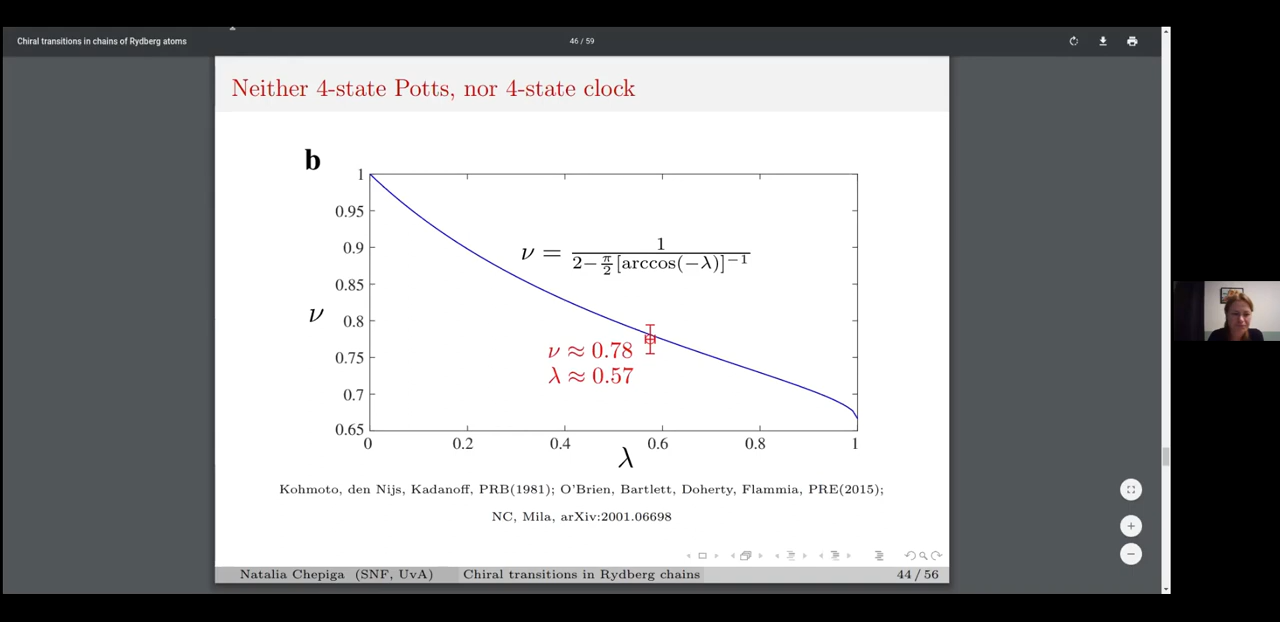 Chiral transitions in chains of Rydberg atoms
46 / 59
Neither 4-state Potts, nor 4-state clock
b
1
0.95
0.9
0.85
0.8
0.75
0.7
0.65
ν
ν = 1 / (2−π/2[arccos(−λ)]^−1)
ν ≈ 0.78
λ ≈ 0.57
0 0.2 0.4 0.6 0.8 1
λ
Kohmoto, den Nijs, Kadanoff, PRB(1981); O'Brien, Bartlett, Doherty, Flammia, PRE(2015);
NC, Mila, arXiv:2001.06698
Natalia Chepiga (SNF, UvA) Chiral transitions in Rydberg chains 44 / 56